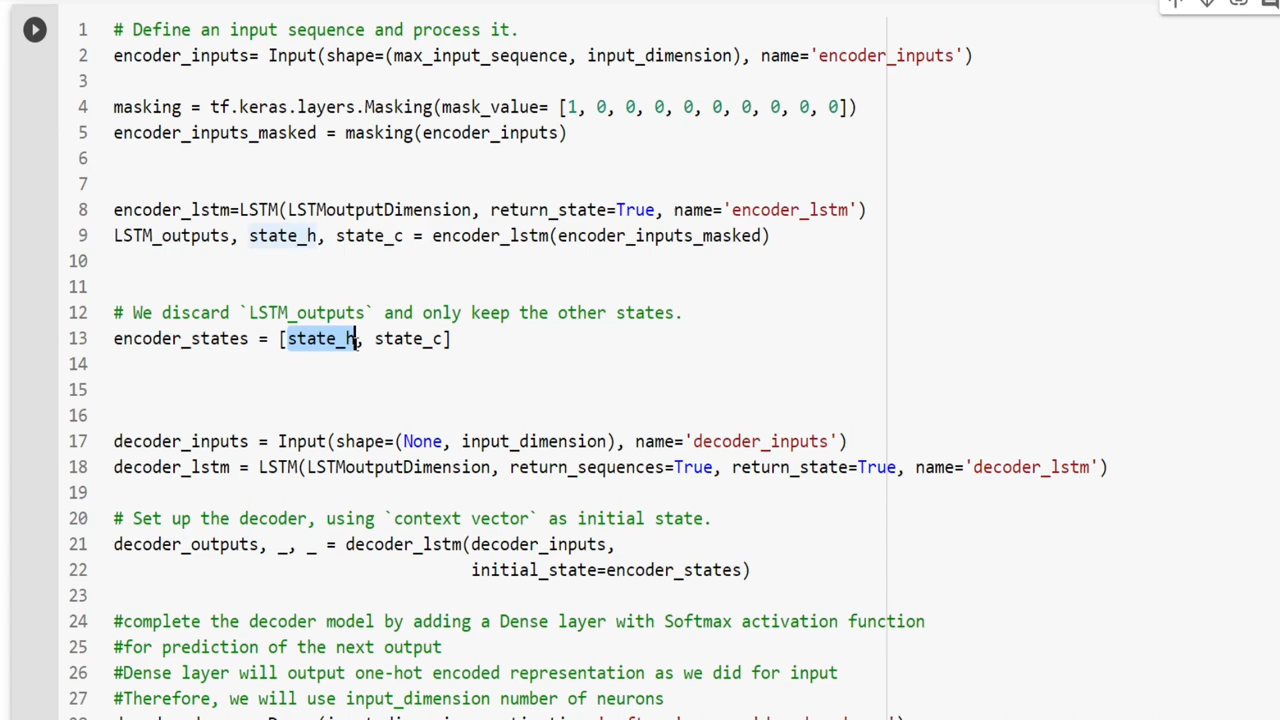 1 # Define an input sequence and process it.
2 encoder_inputs= Input(shape=(max_input_sequence, input_dimension), name='encoder_inputs')
3
4 masking = tf.keras.layers.Masking(mask_value= [1, 0, 0, 0, 0, 0, 0, 0, 0, 0])
5 encoder_inputs_masked = masking(encoder_inputs)
6
7
8 encoder_lstm=LSTM(LSTMoutputDimension, return_state=True, name='encoder_lstm')
9 LSTM_outputs, state_h, state_c = encoder_lstm(encoder_inputs_masked)
10
11
12 # We discard `LSTM_outputs` and only keep the other states.
13 encoder_states = [state_h, state_c]
14
15
16
17 decoder_inputs = Input(shape=(None, input_dimension), name='decoder_inputs')
18 decoder_lstm = LSTM(LSTMoutputDimension, return_sequences=True, return_state=True, name='decoder_lstm')
19
20 # Set up the decoder, using `context vector` as initial state.
21 decoder_outputs, _, _ = decoder_lstm(decoder_inputs,
22 initial_state=encoder_states)
23
24 #complete the decoder model by adding a Dense layer with Softmax activation function
25 #for prediction of the next output
26 #Dense layer will output one-hot encoded representation as we did for input
27 #Therefore, we will use input_dimension number of neurons